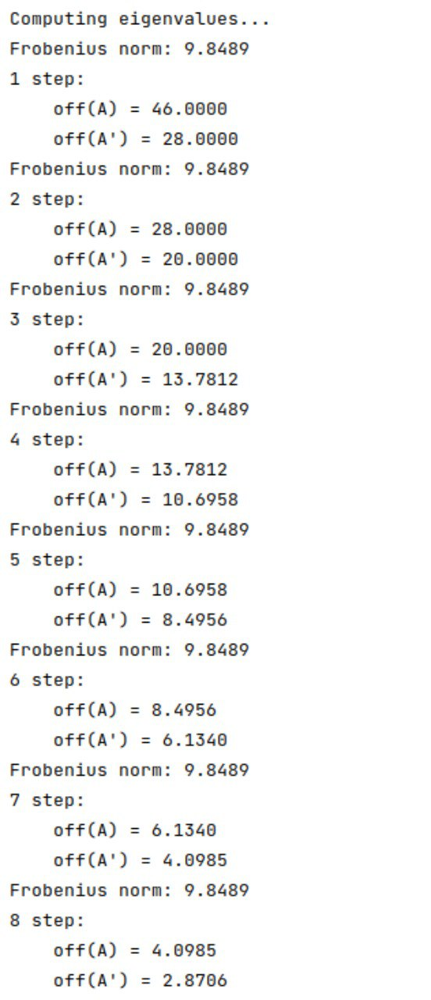 Computing eigenvalues...
Frobenius norm: 9.8489
1 step:
    off(A) = 46.0000
    off(A') = 28.0000
Frobenius norm: 9.8489
2 step:
    off(A) = 28.0000
    off(A') = 20.0000
Frobenius norm: 9.8489
3 step:
    off(A) = 20.0000
    off(A') = 13.7812
Frobenius norm: 9.8489
4 step:
    off(A) = 13.7812
    off(A') = 10.6958
Frobenius norm: 9.8489
5 step:
    off(A) = 10.6958
    off(A') = 8.4956
Frobenius norm: 9.8489
6 step:
    off(A) = 8.4956
    off(A') = 6.1340
Frobenius norm: 9.8489
7 step:
    off(A) = 6.1340
    off(A') = 4.0985
Frobenius norm: 9.8489
8 step:
    off(A) = 4.0985
    off(A') = 2.8706